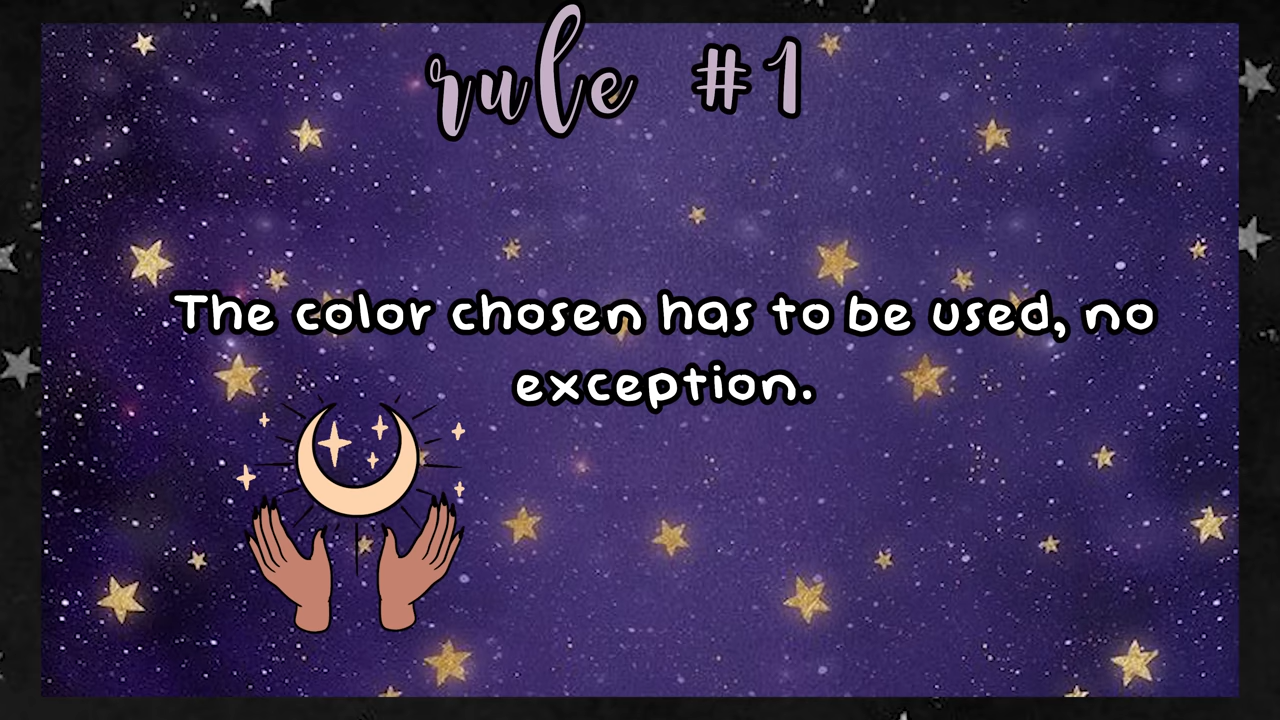 rule #1
The color chosen has to be used, no
exception.